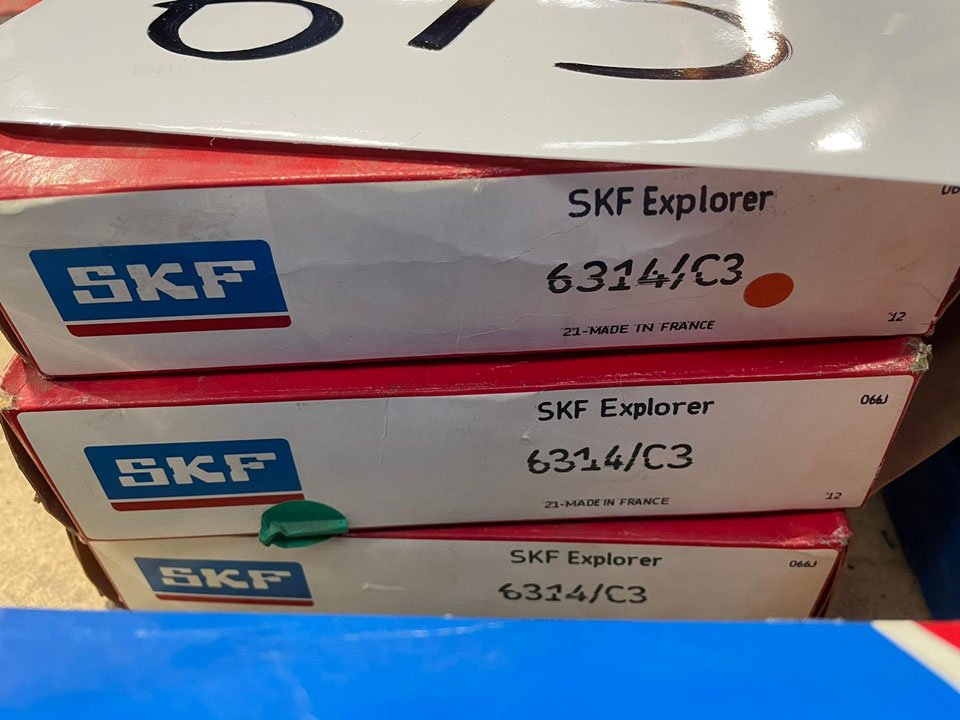 SKF Explorer
SKF
6314/C3
21-MADE IN FRANCE
12
SKF Explorer
066J
SKF
6314/C3
21-MADE IN FRANCE
12
SKF Explorer
066J
SKF
6314/C3